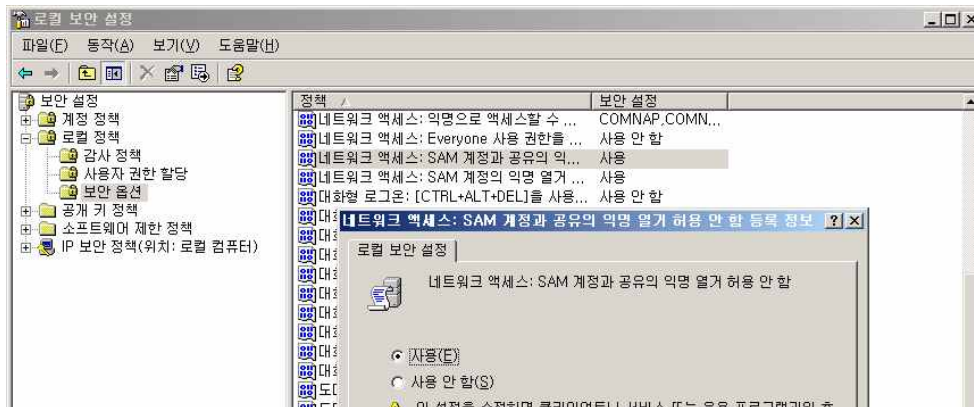 로컬 보안 설정
파일(F) 동작(A) 보기(V) 도움말(H)
보안 설정
계정 정책
로컬 정책
감사 정책
사용자 권한 할당
보안 옵션
공개 키 정책
소프트웨어 제한 정책
IP 보안 정책(위치: 로컬 컴퓨터)
정책 보안 설정
네트워크 액세스: 익명으로 액세스할 수 ... COMNAP,COMN...
네트워크 액세스: Everyone 사용 권한을 ... 사용 안 함
네트워크 액세스: SAM 계정과 공유의 익... 사용
네트워크 액세스: SAM 계정의 익명 열거 ... 사용
대화형 로그온: [CTRL+ALT+DEL]을 사용... 사용 안 함
네트워크 액세스: SAM 계정과 공유의 익명 열거 허용 안 함 등록 정보
로컬 보안 설정
네트워크 액세스: SAM 계정과 공유의 익명 열거 허용 안 함
사용(E)
사용 안 함(S)